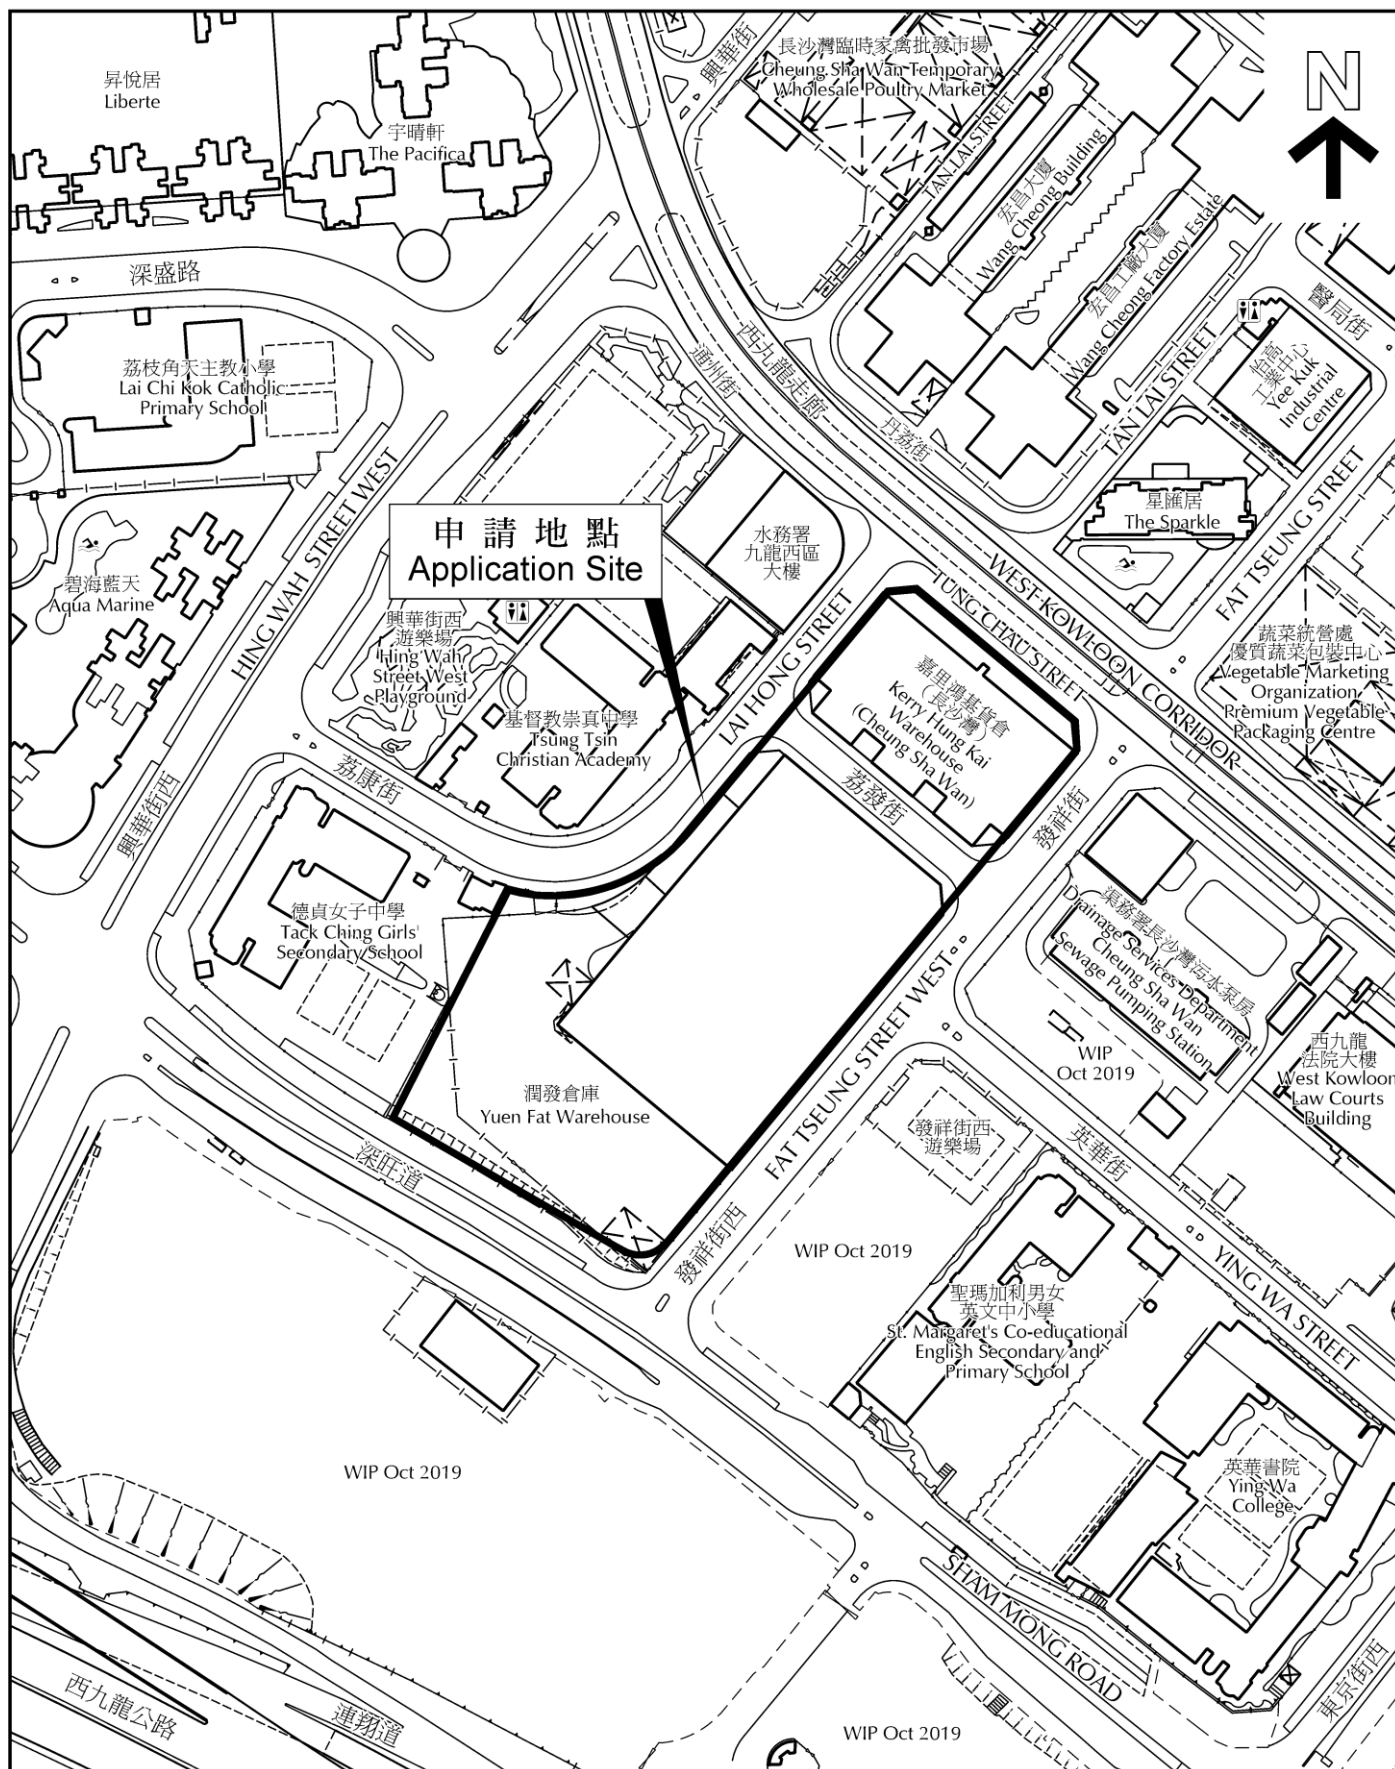 昇悅居
Liberte
宇晴軒
The Pacifica
興華街
長沙灣臨時家禽批發市場
Cheung Sha Wan Temporary
Wholesale Poultry Market
N
TAN LAI STREET
宏昌大廈
Wang Cheong Building
宏昌工廠大廈
Wang Cheong Factory Estate
醫局街
深盛路
荔枝角天主教小學
Lai Chi Kok Catholic
Primary School
通州街
西九龍走廊
丹荔街
TAN LAI STREET
怡高
工業中心
Yee Kuk
Industrial
Centre
FAT TSEUNG STREET
星匯居
The Sparkle
HING WAH STREET WEST
碧海藍天
Aqua Marine
申請地點
Application Site
水務署
九龍西區
大樓
興華街西
遊樂場
Hing Wah
Street West
Playground
基督教崇真中學
Tsung Tsin
Christian Academy
LAI HONG STREET
TUNG CHAU STREET
WEST KOWLOON CORRIDOR
蔬菜統營處
優質蔬菜包裝中心
Vegetable Marketing
Organization
Premium Vegetable
Packaging Centre
嘉里鴻基貨倉
(長沙灣)
Kerry Hung Kai
Warehouse
(Cheung Sha Wan)
荔康街
荔發街
發祥街
興華街西
德貞女子中學
Tack Ching Girls'
Secondary School
渠務署長沙灣污水泵房
Drainage Services Department
Cheung Sha Wan
Sewage Pumping Station
WIP
Oct 2019
西九龍
法院大樓
West Kowloon
Law Courts
Building
潤發倉庫
Yuen Fat Warehouse
FAT TSEUNG STREET WEST
發祥街西
遊樂場
英華街
深旺道
發祥街西
WIP Oct 2019
YING WA STREET
聖瑪加利男女
英文中小學
St. Margaret's Co-educational
English Secondary and
Primary School
WIP Oct 2019
英華書院
Ying Wa
College
SHAM MONG ROAD
東京街西
西九龍公路
連翔道
WIP Oct 2019